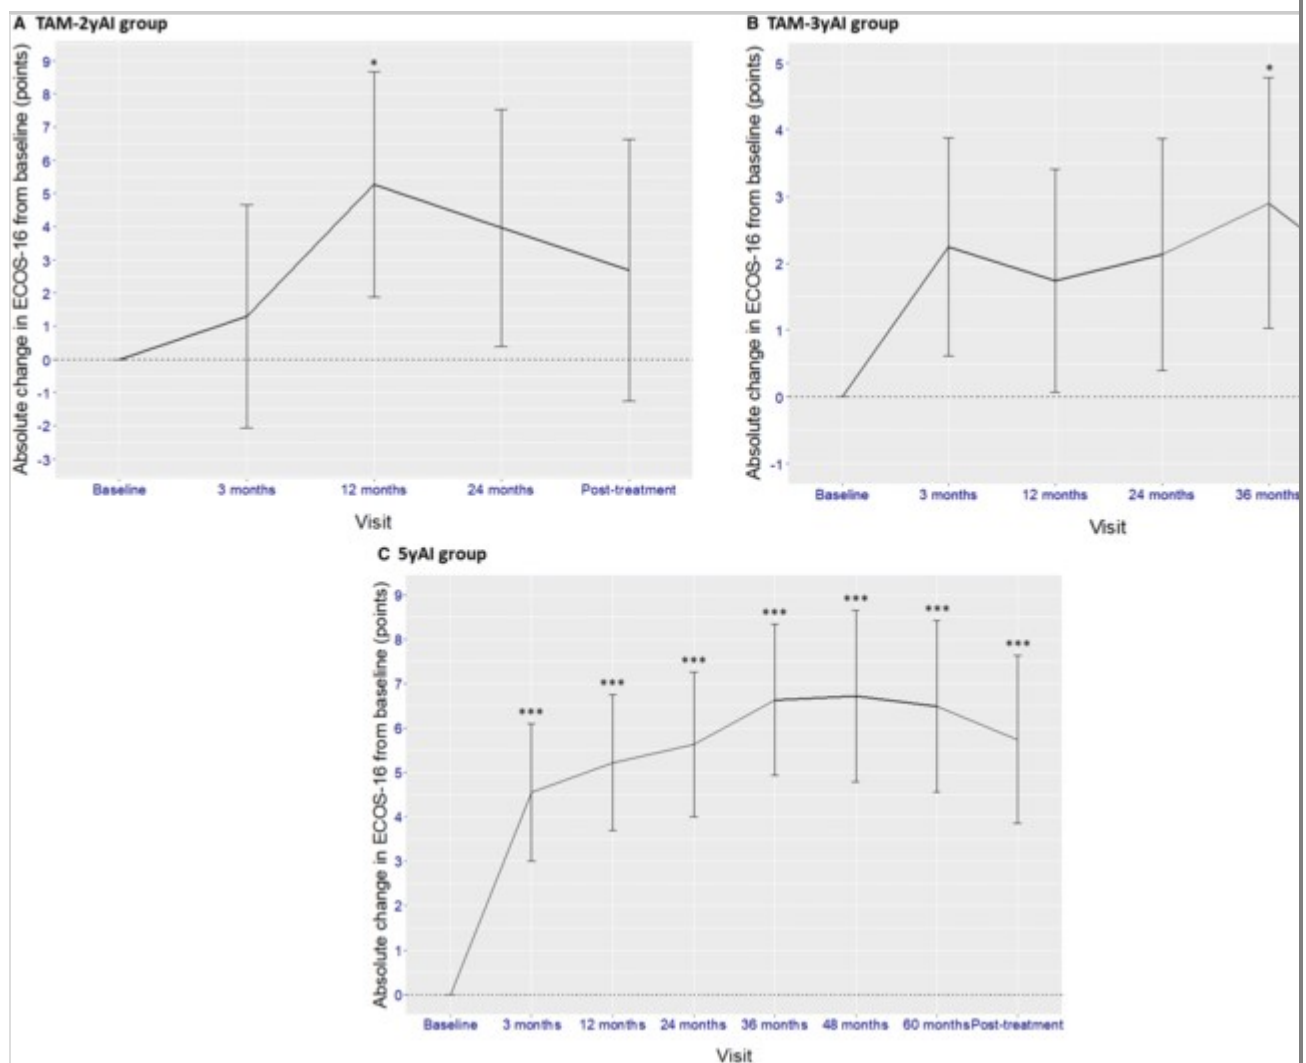 A TAM-2yAI group
Absolute change in ECOS-16 from baseline (points)
9
8
7
6
5
4
3
2
1
0
-1
-2
-3
*
Baseline 3 months 12 months 24 months Post-treatment
Visit
B TAM-3yAI group
Absolute change in ECOS-16 from baseline (points)
5
4
3
2
1
0
-1
*
Baseline 3 months 12 months 24 months 36 months
Visit
C 5yAI group
Absolute change in ECOS-16 from baseline (points)
9
8
7
6
5
4
3
2
1
0
*** *** *** *** *** *** ***
Baseline 3 months 12 months 24 months 36 months 48 months 60 months Post-treatment
Visit